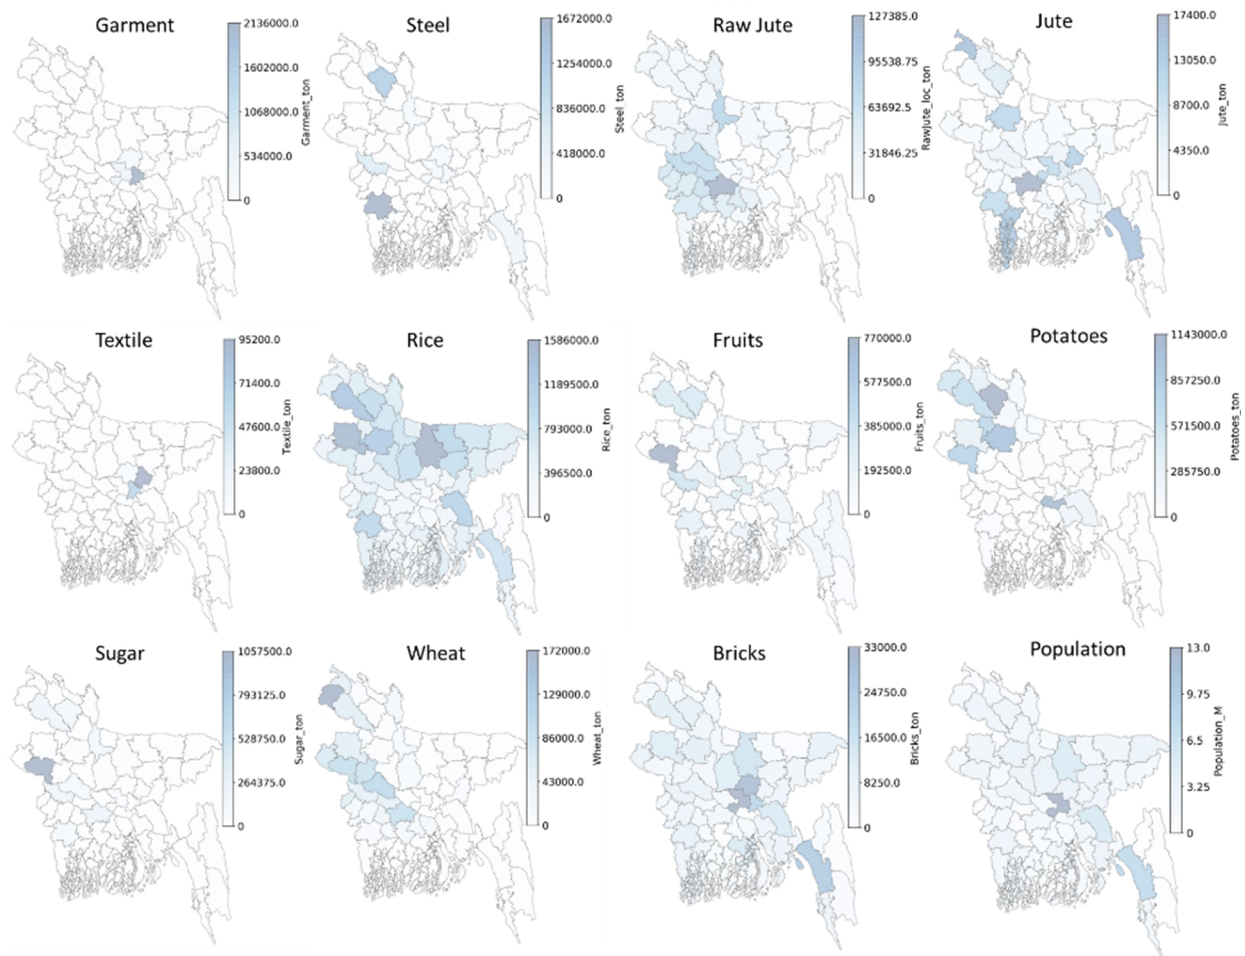 Garment
2136000.0
1602000.0
1068000.0
534000.0
0
Garment_ton
Steel
1672000.0
1254000.0
836000.0
418000.0
0
Steel_ton
Raw Jute
127385.0
95538.75
63692.5
31846.25
0
RawJute_loc_ton
Jute
17400.0
13050.0
8700.0
4350.0
0
Jute_ton
Textile
95200.0
71400.0
47600.0
23800.0
0
Textile_ton
Rice
1586000.0
1189500.0
793000.0
396500.0
0
Rice_ton
Fruits
770000.0
577500.0
385000.0
192500.0
0
Fruits_ton
Potatoes
1143000.0
857250.0
571500.0
285750.0
0
Potatoes_ton
Sugar
1057500.0
793125.0
528750.0
264375.0
0
Sugar_ton
Wheat
172000.0
129000.0
86000.0
43000.0
0
Wheat_ton
Bricks
33000.0
24750.0
16500.0
8250.0
0
Bricks_ton
Population
13.0
9.75
6.5
3.25
0
Population_M